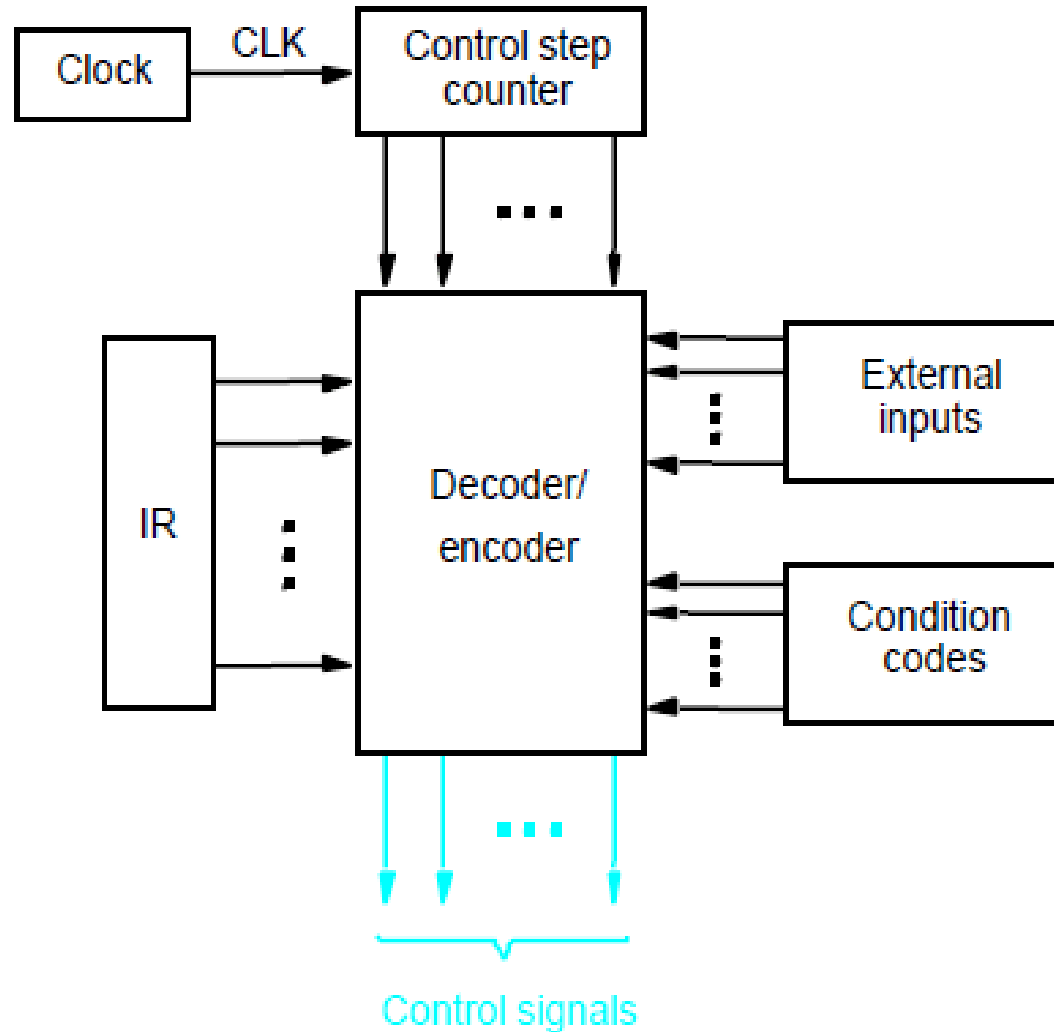 Clock
CLK
Control step
counter
IR
Decoder/
encoder
External
inputs
Condition
codes
Control signals